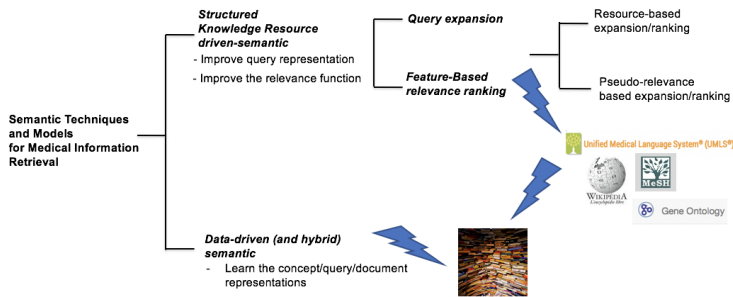 Semantic Techniques
and Models
for Medical Information
Retrieval
Structured
Knowledge Resource
driven-semantic
- Improve query representation
- Improve the relevance function
Query expansion
Feature-Based
relevance ranking
Resource-based
expansion/ranking
Pseudo-relevance
based expansion/ranking
Unified Medical Language System® (UMLS®)
WIKIPEDIA
L'encyclopédie libre
MeSH
Gene Ontology
Data-driven (and hybrid)
semantic
- Learn the concept/query/document
representations